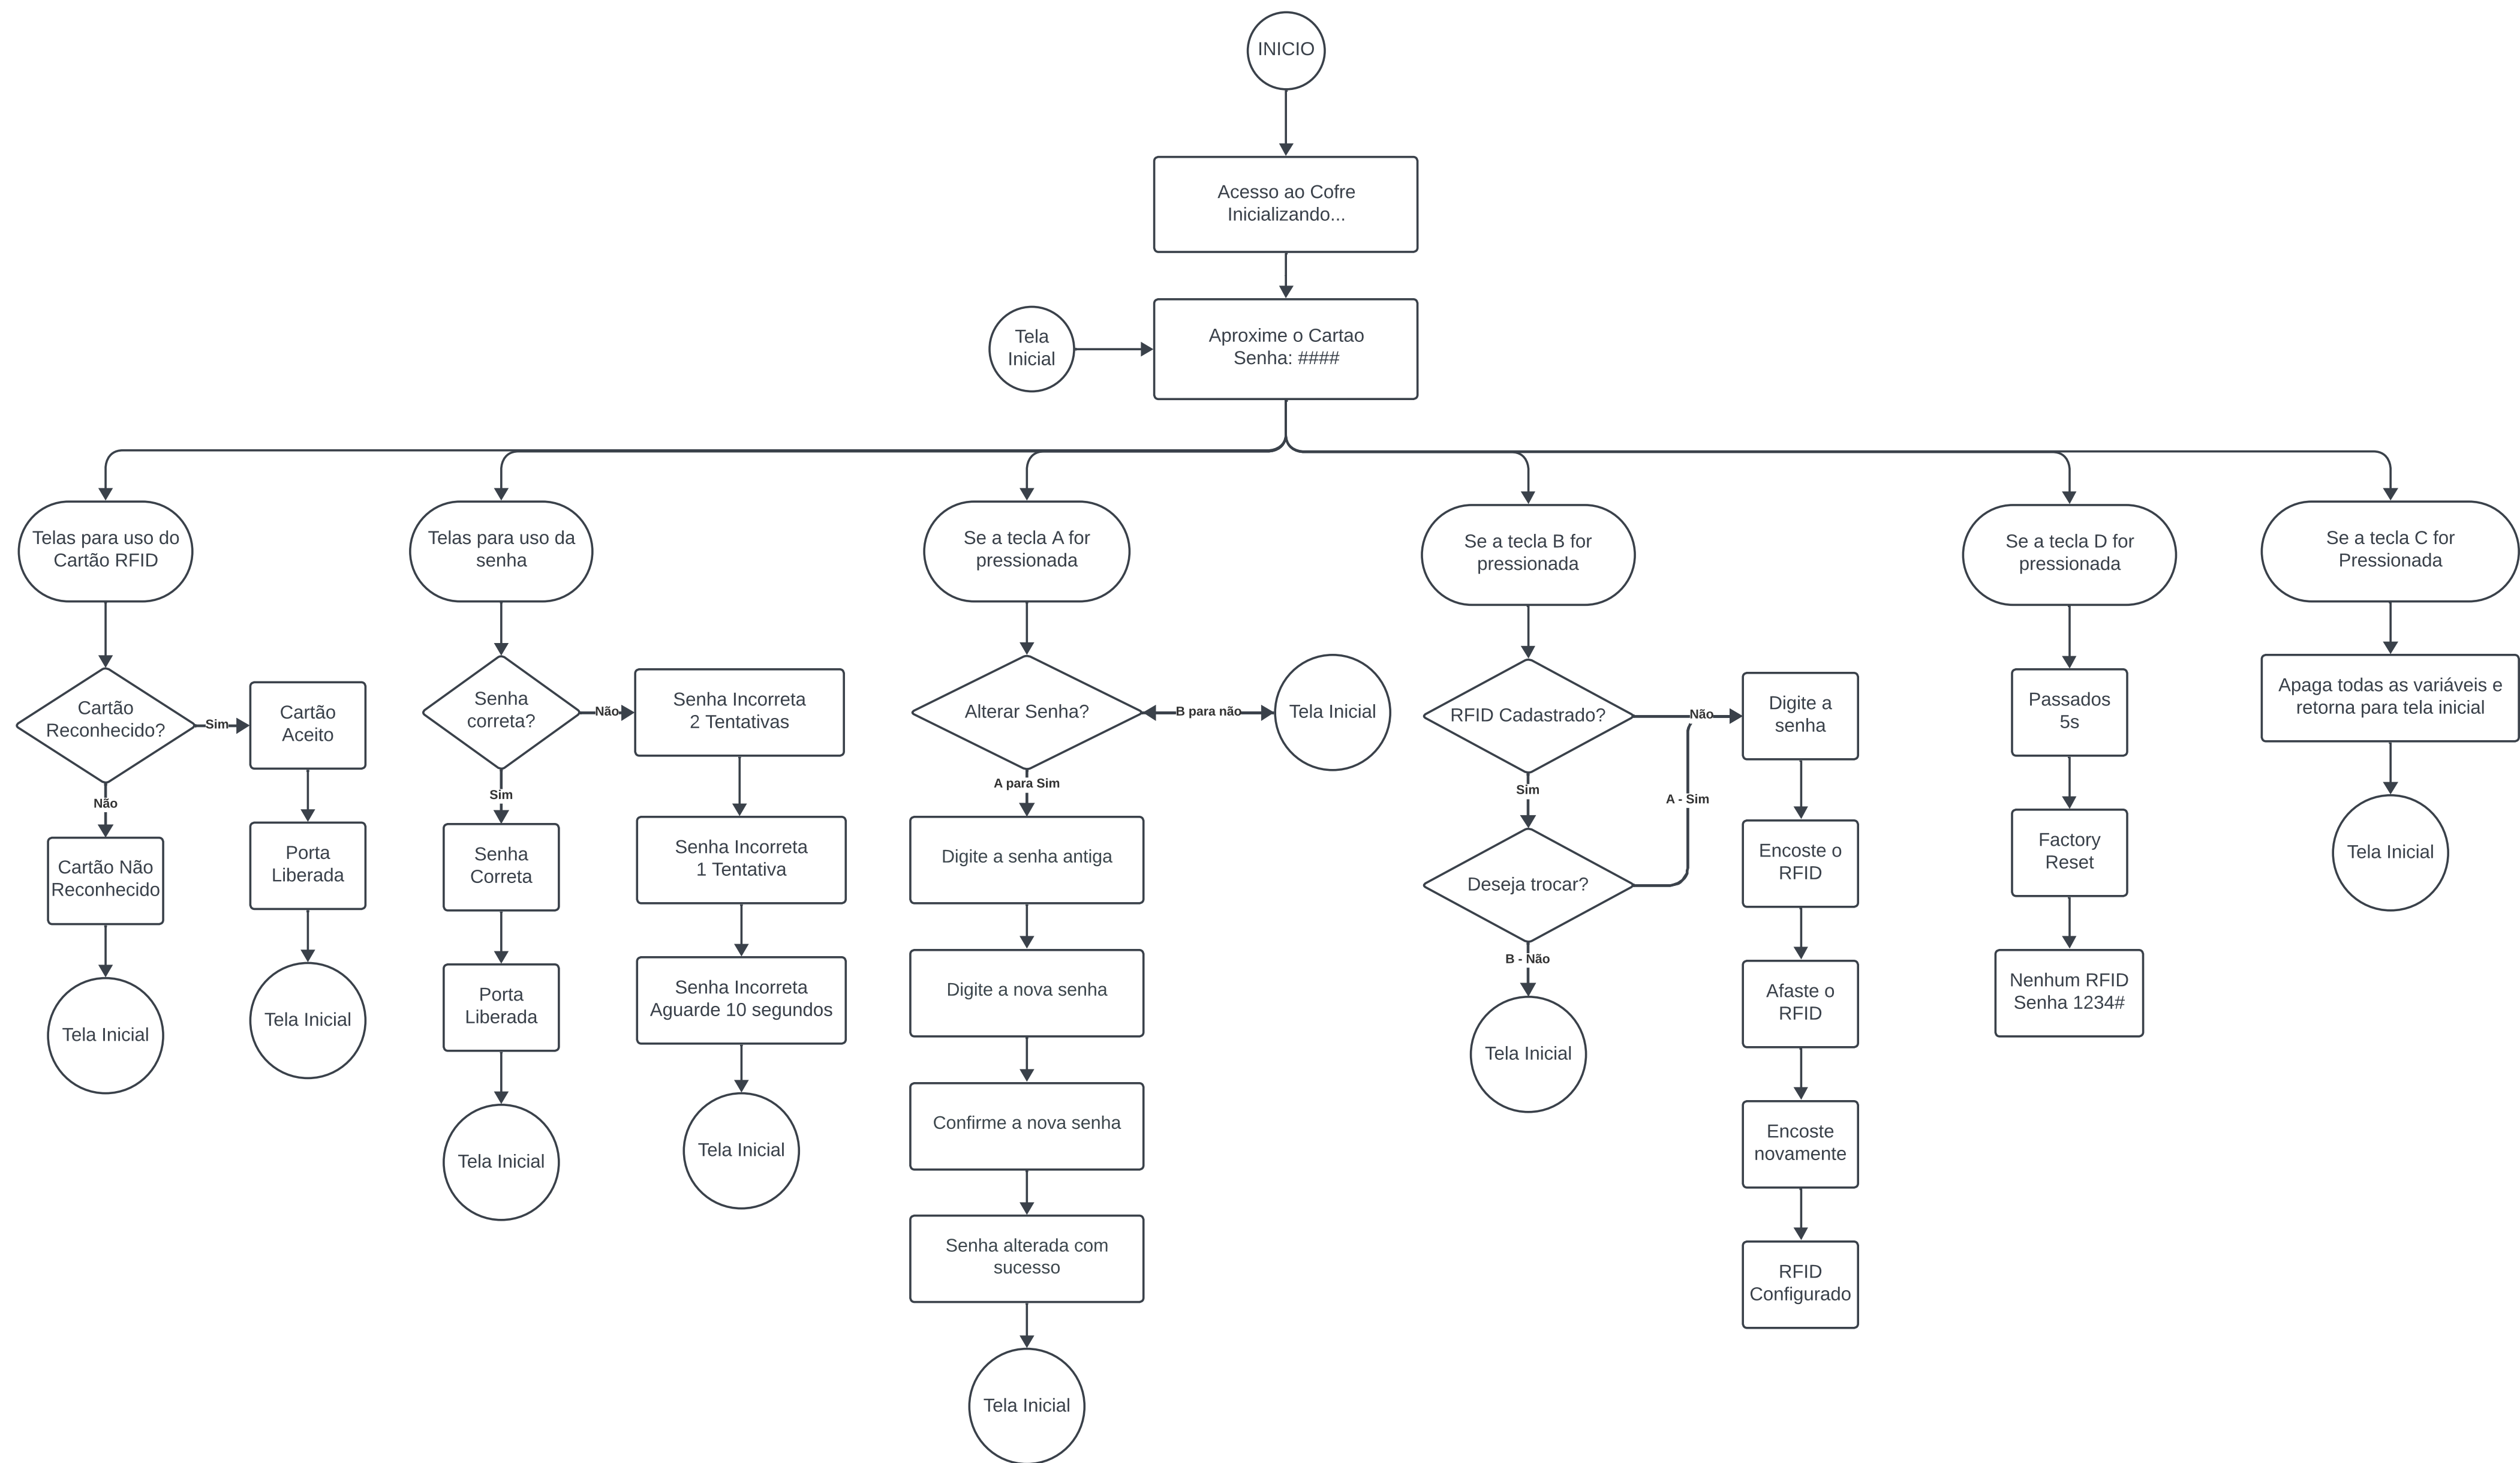 INICIO
Acesso ao Cofre
Inicializando...
Tela
Inicial
Aproxime o Cartao
Senha: ####
Telas para uso do
Cartão RFID
Cartão
Reconhecido?
Sim
Cartão
Aceito
Não
Cartão Não
Reconhecido
Porta
Liberada
Tela Inicial
Tela Inicial
Telas para uso da
senha
Senha
correta?
Não
Senha Incorreta
2 Tentativas
Sim
Senha
Correta
Senha Incorreta
1 Tentativa
Porta
Liberada
Senha Incorreta
Aguarde 10 segundos
Tela Inicial
Tela Inicial
Se a tecla A for
pressionada
Alterar Senha?
B para não
Tela Inicial
A para Sim
Digite a senha antiga
Digite a nova senha
Confirme a nova senha
Senha alterada com
sucesso
Tela Inicial
Se a tecla B for
pressionada
RFID Cadastrado?
Não
Digite a
senha
Sim
A - Sim
Deseja trocar?
B - Não
Tela Inicial
Encoste o
RFID
Afaste o
RFID
Encoste
novamente
RFID
Configurado
Se a tecla D for
pressionada
Passados
5s
Factory
Reset
Nenhum RFID
Senha 1234#
Se a tecla C for
Pressionada
Apaga todas as variáveis e
retorna para tela inicial
Tela Inicial